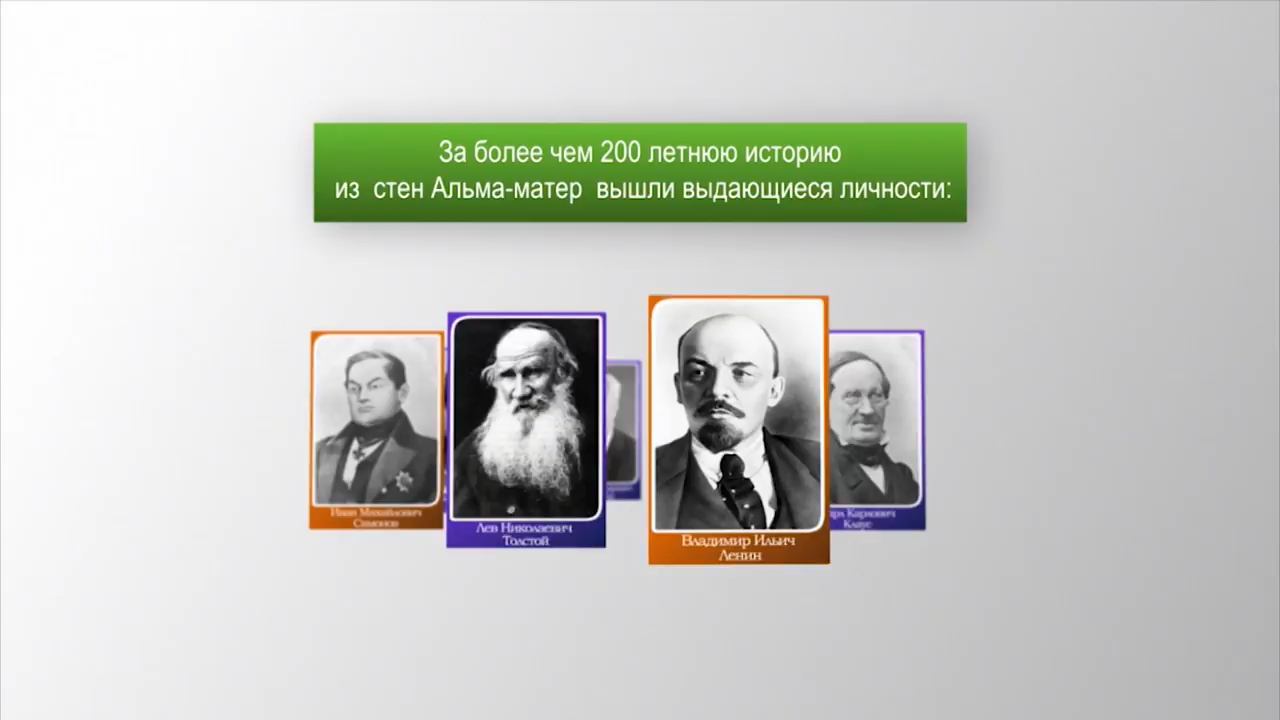 За более чем 200 летнюю историю
из стен Альма-матер вышли выдающиеся личности:
Иван Михайлович
Симонов
Лев Николаевич
Толстой
Владимир Ильич
Ленин
Карлович
Клаус